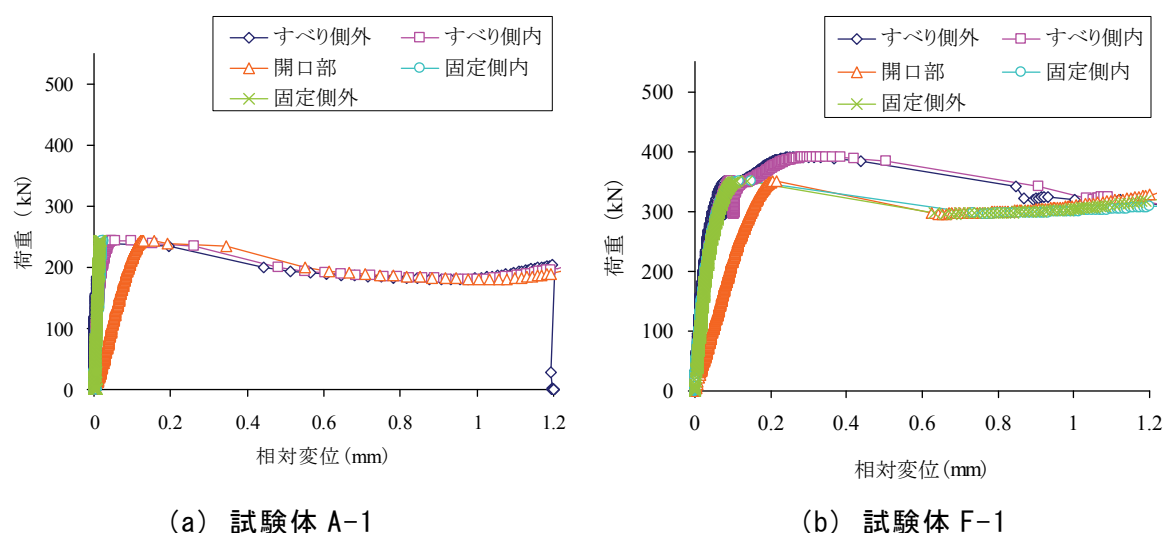 すべり側外 すべり側内
開口部 固定側内
固定側外
500
400
300
200
100
0
荷重 (kN)
0 0.2 0.4 0.6 0.8 1 1.2
相対変位(mm)
(a) 試験体 A-1
すべり側外 すべり側内
開口部 固定側内
固定側外
500
400
300
200
100
0
荷重 (kN)
0 0.2 0.4 0.6 0.8 1 1.2
相対変位(mm)
(b) 試験体 F-1